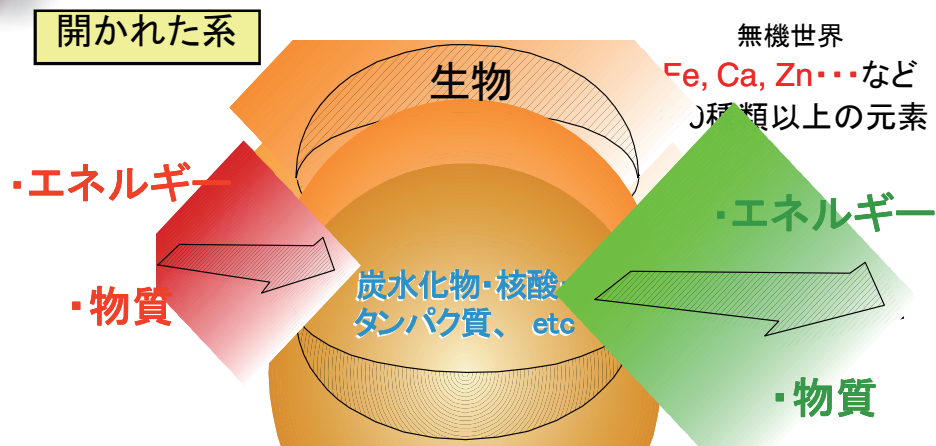 開かれた系
生物
無機世界
Fe, Ca, Zn・・・など
0種類以上の元素
・エネルギー
・物質
炭水化物・核酸・
タンパク質、 etc
・エネルギー
・物質